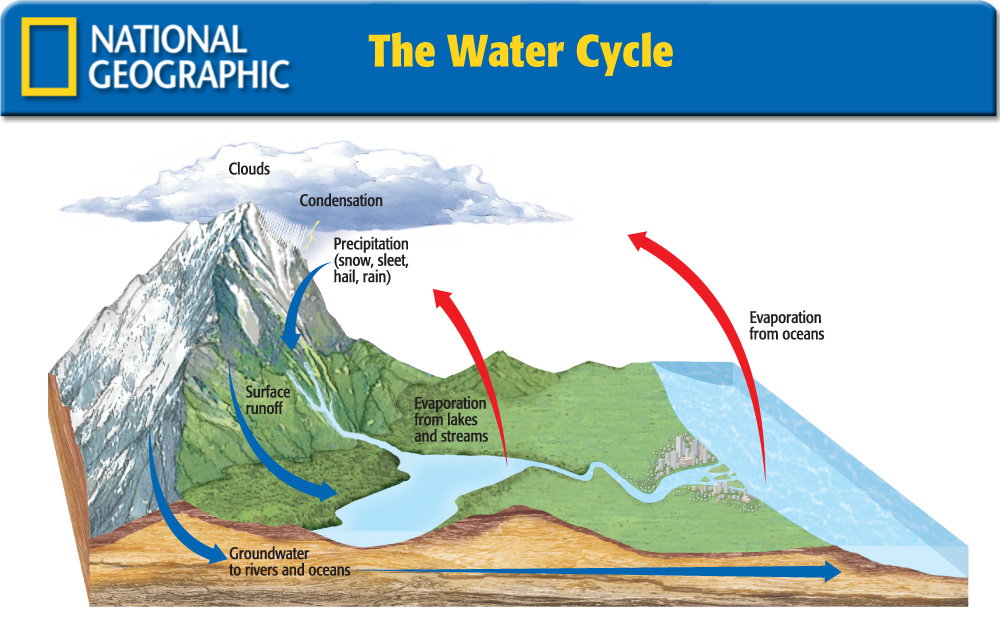 NATIONAL
GEOGRAPHIC
The Water Cycle
Clouds
Condensation
Precipitation
(snow, sleet,
hail, rain)
Evaporation
from oceans
Surface
runoff
Evaporation
from lakes
and streams
Groundwater
to rivers and oceans